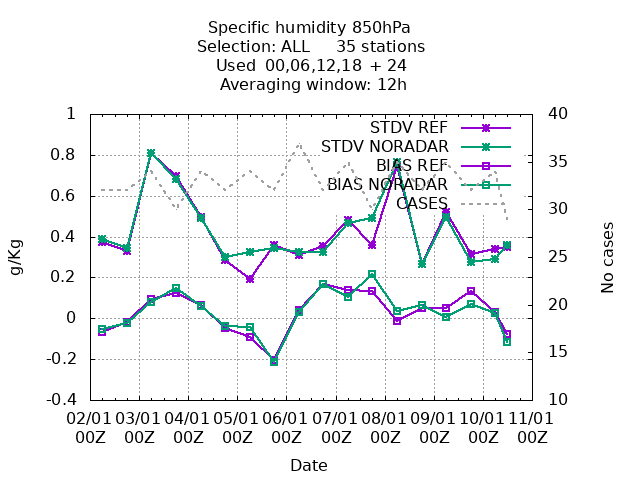 Specific humidity 850hPa
Selection: ALL 35 stations
Used 00,06,12,18 + 24
Averaging window: 12h
1
0.8
0.6
0.4
0.2
0
-0.2
-0.4
40
35
30
25
20
15
10
g/Kg
No cases
STDV REF
STDV NORADAR
BIAS REF
BIAS NORADAR
CASES
02/01 03/01 04/01 05/01 06/01 07/01 08/01 09/01 10/01 11/01
00Z 00Z 00Z 00Z 00Z 00Z 00Z 00Z 00Z 00Z
Date